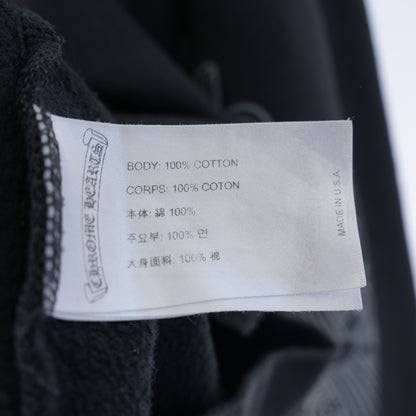 CHROME HEARTS
BODY: 100% COTTON
CORPS: 100% COTON
本体: 綿 100%
주요부: 100% 면
大身面料: 100% 棉
MADE IN U.S.A.